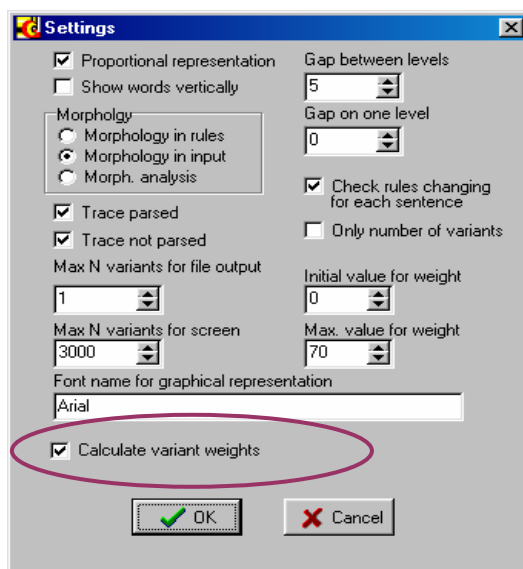 Settings
Proportional representation
Show words vertically
Morpholgy
Morphology in rules
Morphology in input
Morph. analysis
Trace parsed
Trace not parsed
Max N variants for file output
1
Max N variants for screen
3000
Gap between levels
5
Gap on one level
0
Check rules changing
for each sentence
Only number of variants
Initial value for weight
0
Max. value for weight
70
Font name for graphical represenntation
Arial
Calculate variant weights
OK
Cancel